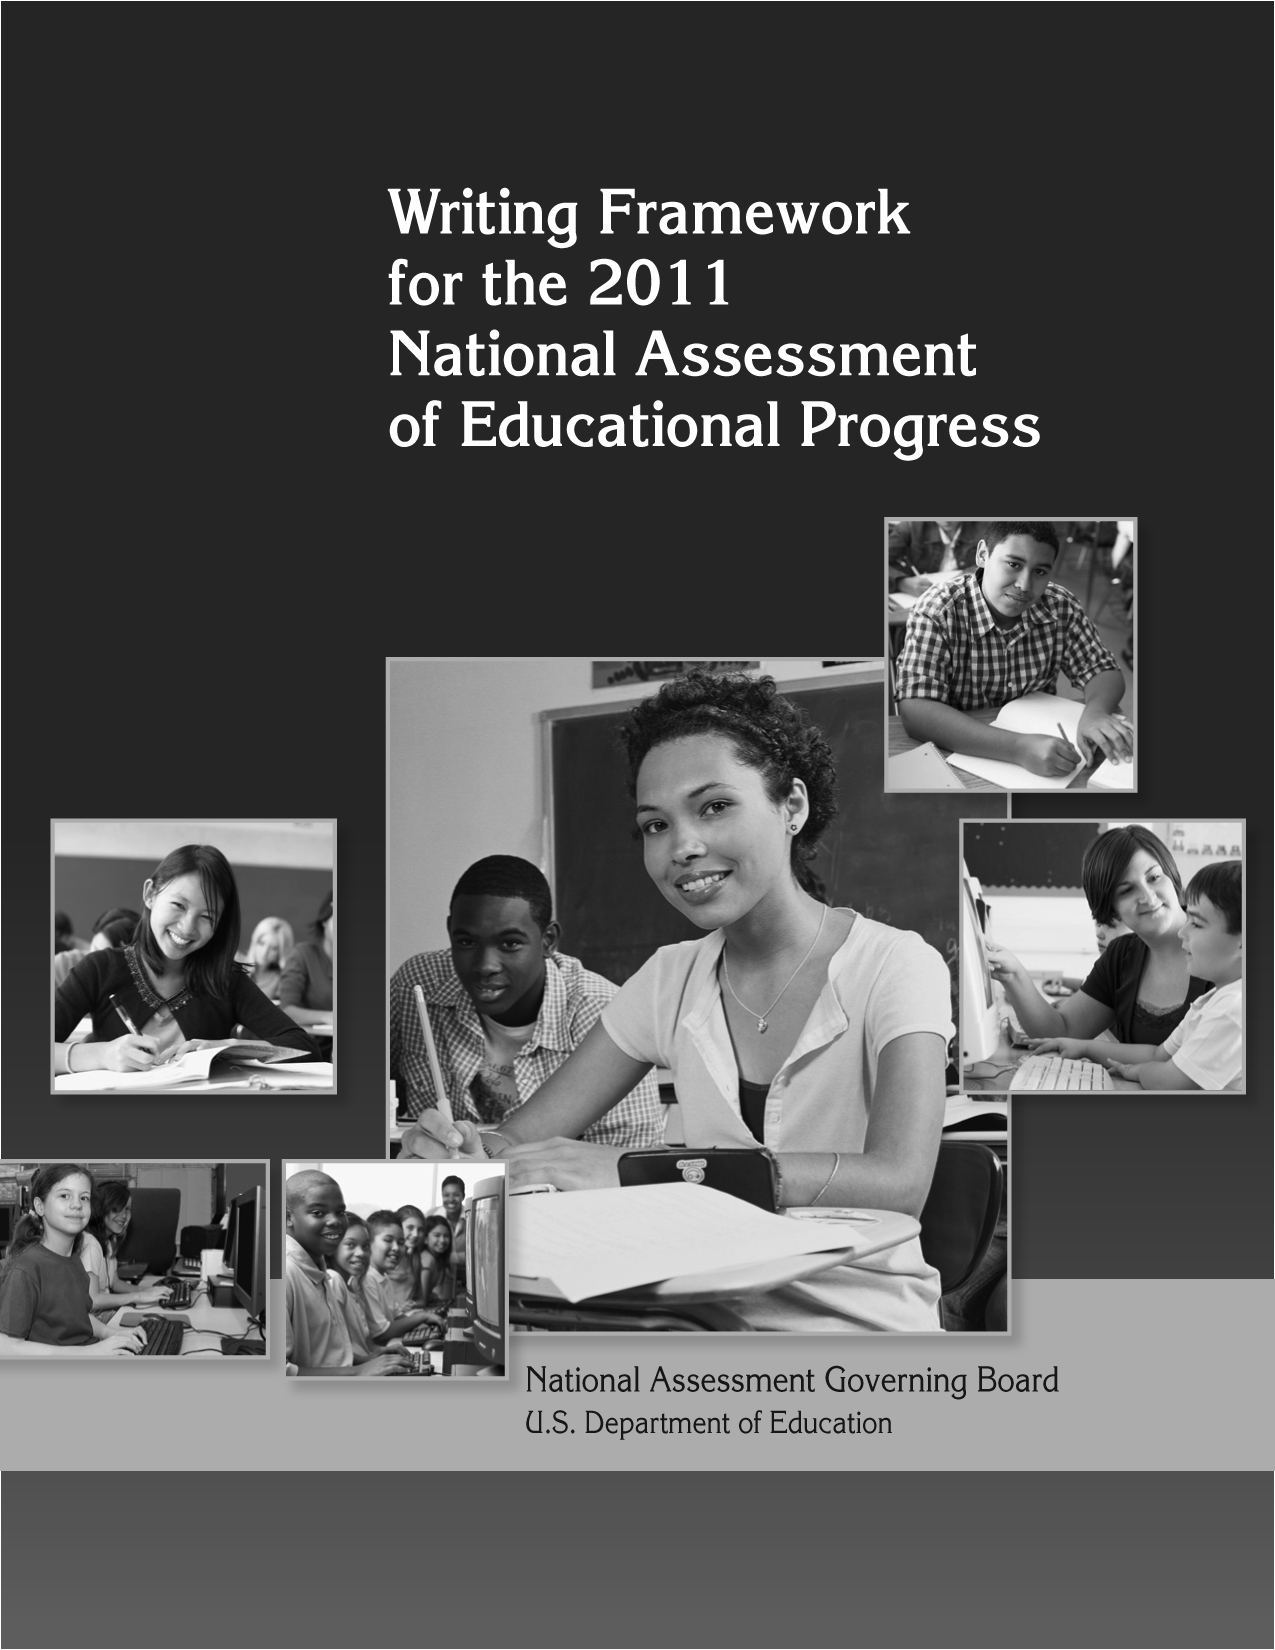 Writing Framework
for the 2011
National Assessment
of Educational Progress
National Assessment Governing Board
U.S. Department of Education